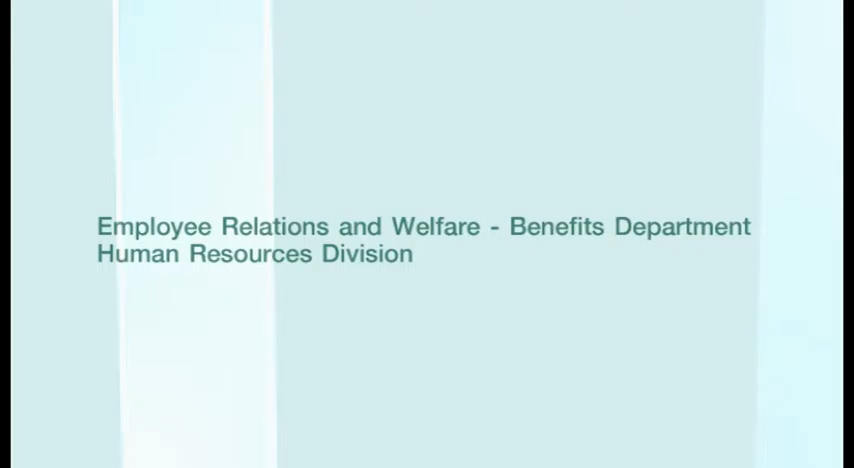 Employee Relations and Welfare - Benefits Department
Human Resources Division